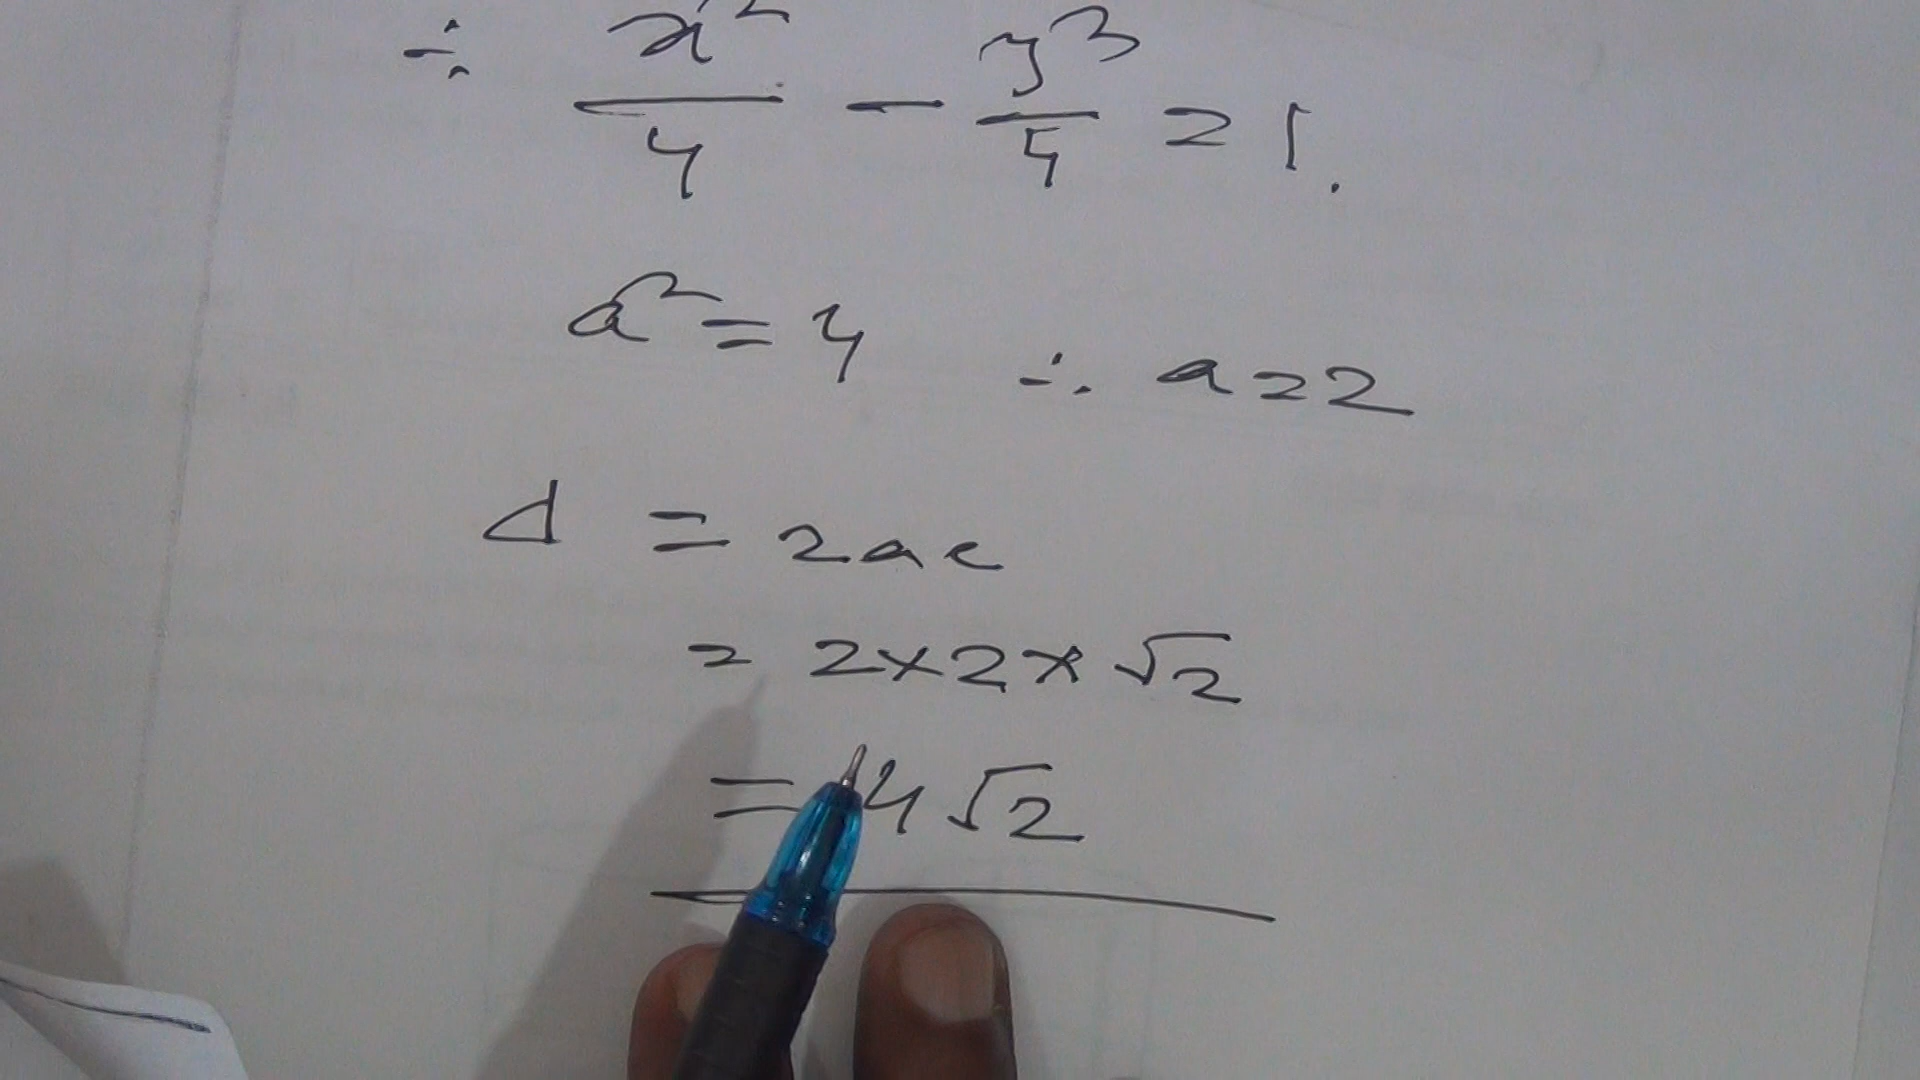 ∴ x²/4 - y³/4 = 1.
a² = 4 ∴ a = 2
d = 2ae
= 2×2×√2
= 4√2